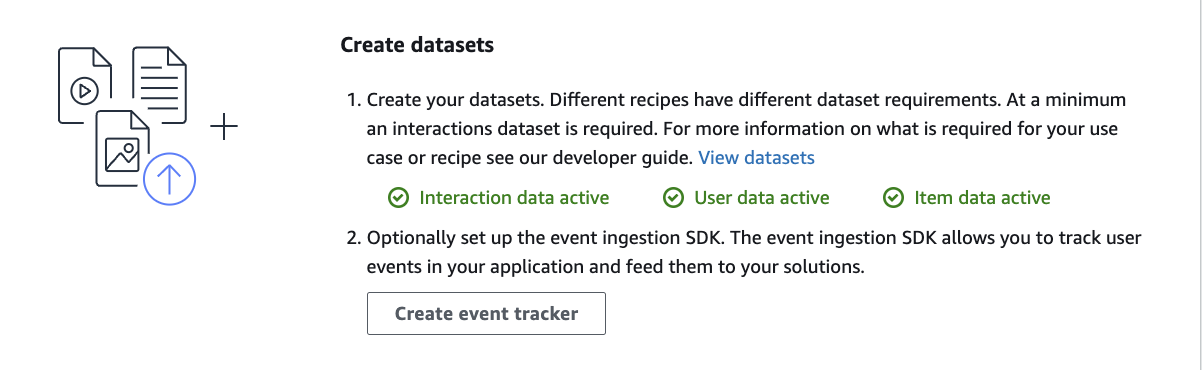 Create datasets
1. Create your datasets. Different recipes have different dataset requirements. At a minimum
an interactions dataset is required. For more information on what is required for your use
case or recipe see our developer guide. View datasets
Interaction data active User data active Item data active
2. Optionally set up the event ingestion SDK. The event ingestion SDK allows you to track user
events in your application and feed them to your solutions.
Create event tracker